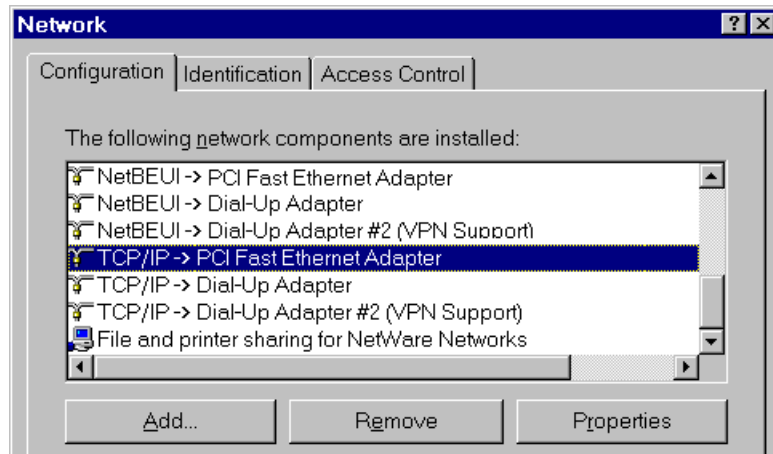 Network
Configuration Identification Access Control
The following network components are installed:
NetBEUI -> PCI Fast Ethernet Adapter
NetBEUI -> Dial-Up Adapter
NetBEUI -> Dial-Up Adapter #2 (VPN Support)
TCP/IP -> PCI Fast Ethernet Adapter
TCP/IP -> Dial-Up Adapter
TCP/IP -> Dial-Up Adapter #2 (VPN Support)
File and printer sharing for NetWare Networks
Add... Remove Properties